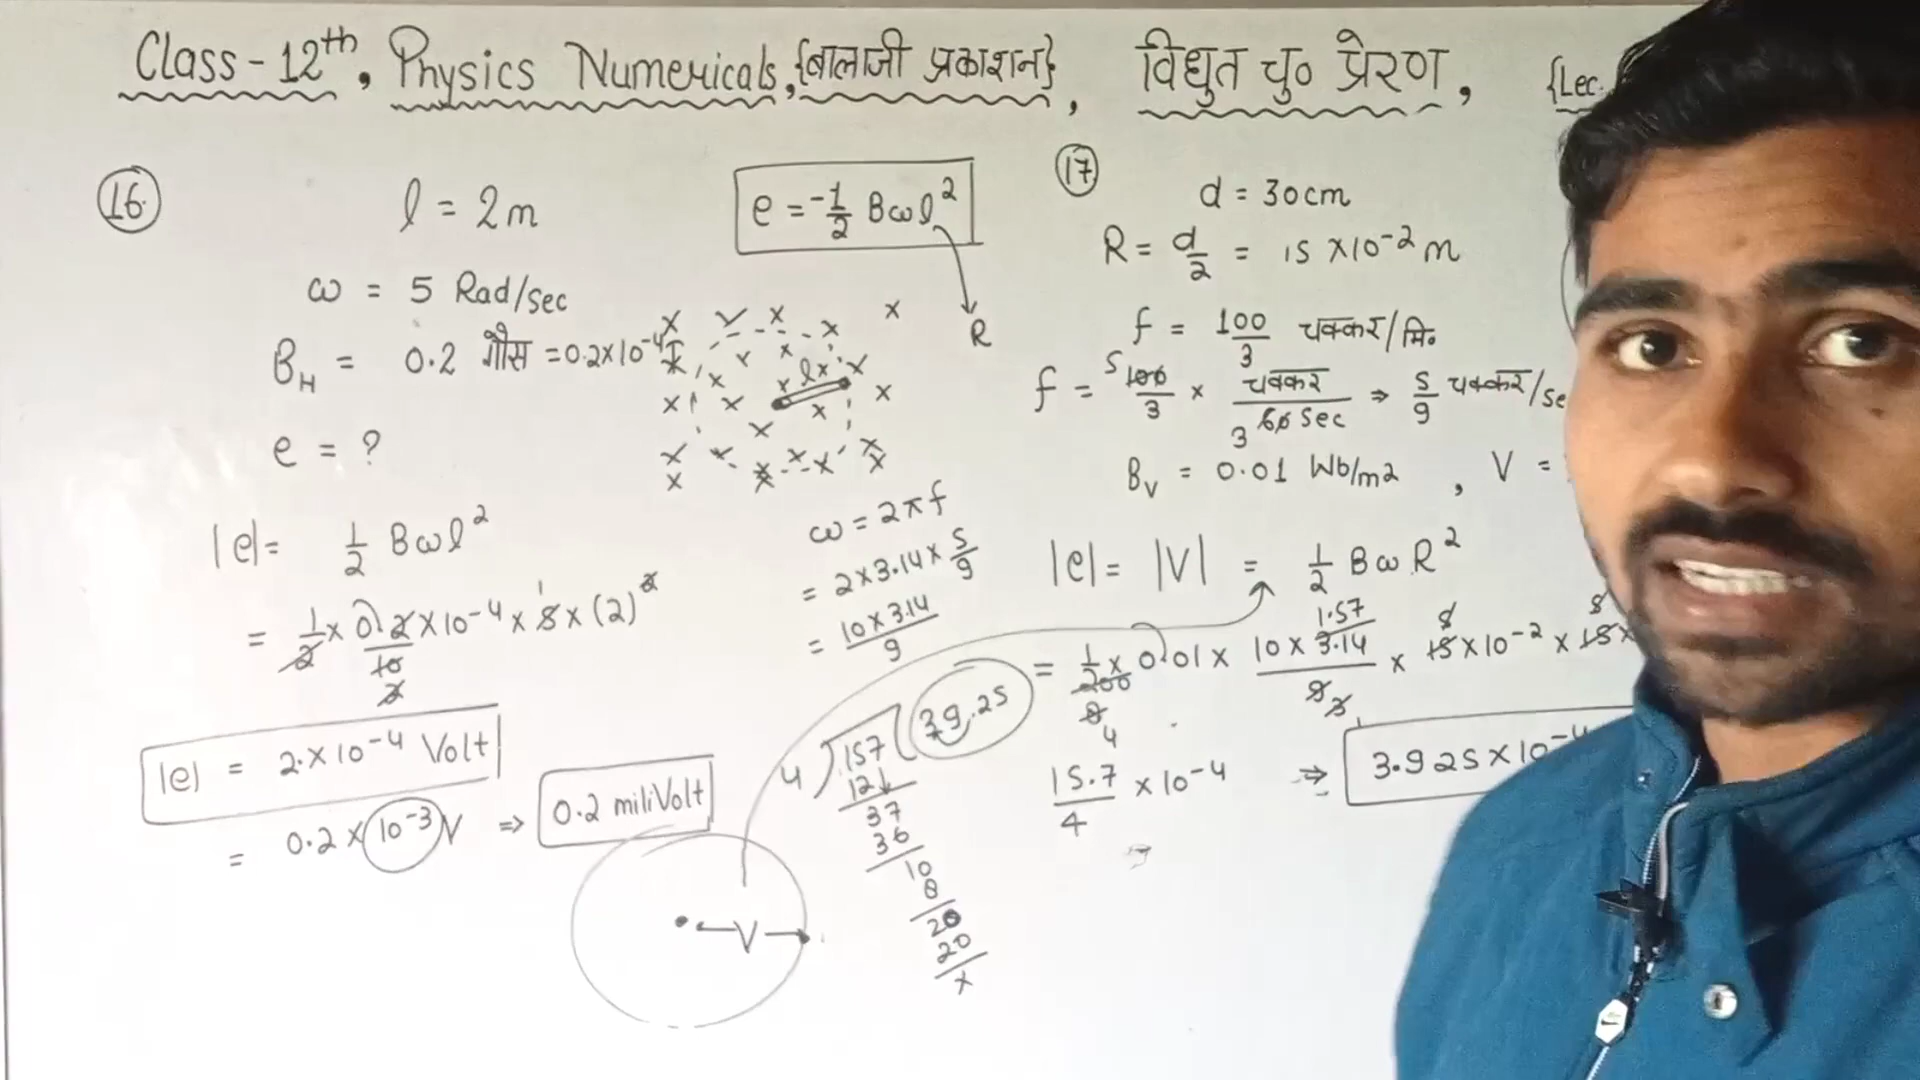 Class-12th, Physics Numericals, {बालाजी प्रकाशन}, विद्युत चु० प्रेरण, {Lec.
16.
l = 2m
e = -1/2 Bωl²
R
ω = 5 Rad/sec
B_H = 0.2 गौस = 0.2×10⁻⁴
l
e = ?
|e| = 1/2 Bωl²
= 1/2 × 0.2/10 × 10⁻⁴ × 5 × (2)²
|e| = 2×10⁻⁴ Volt
= 0.2×10⁻³ V ⇒ 0.2 miliVolt
V
ω = 2πf
= 2×3.14×5/9
= 10×3.14/9
4) 157 (39.25
12↓
37
36
10
8
20
20
×
17
d = 30cm
R = d/2 = 15×10⁻² m
f = 100/3 चक्कर/मि०
f = 100/3 × चक्कर/60 sec ⇒ 5/9 चक्कर/se
B_V = 0.01 Wb/m2 , V =
|e| = |V| = 1/2 BωR²
= 1/200 × 0.01 × 10×3.14/9 × 15×10⁻² × 15×
15.7/4 ×10⁻⁴ ⇒ 3.925×10⁻⁴